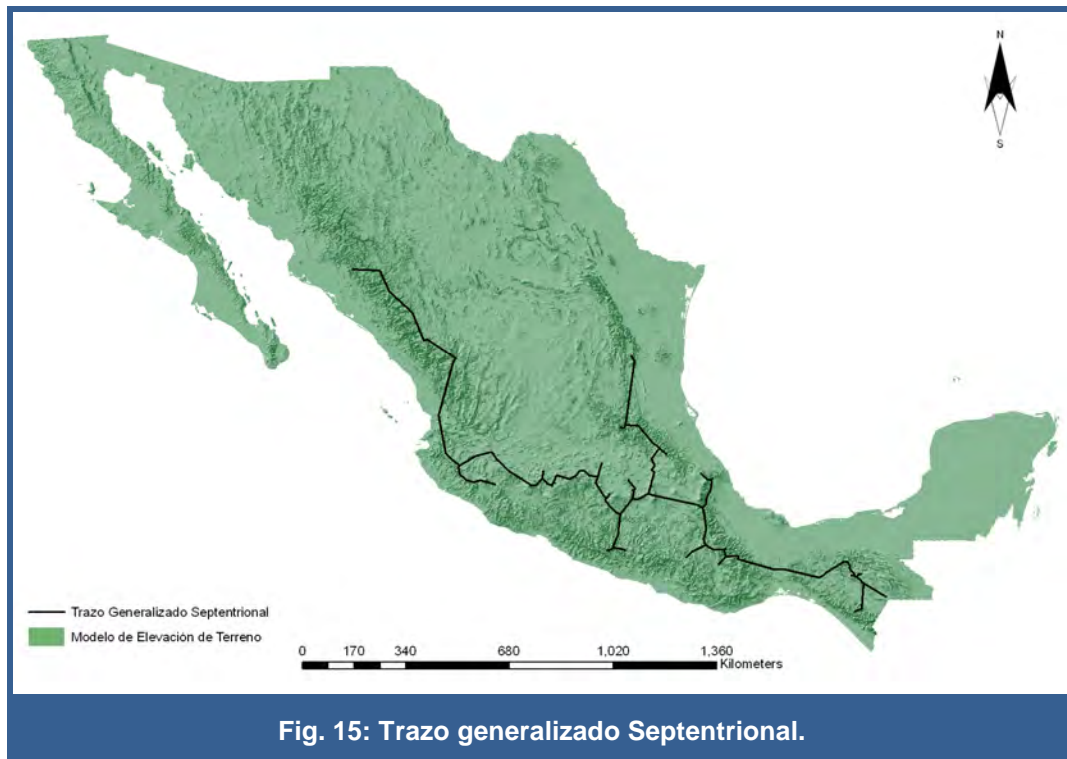 N
S
Trazo Generalizado Septentrional
Modelo de Elevación de Terreno
0 170 340 680 1,020 1,360
Kilometers
Fig. 15: Trazo generalizado Septentrional.